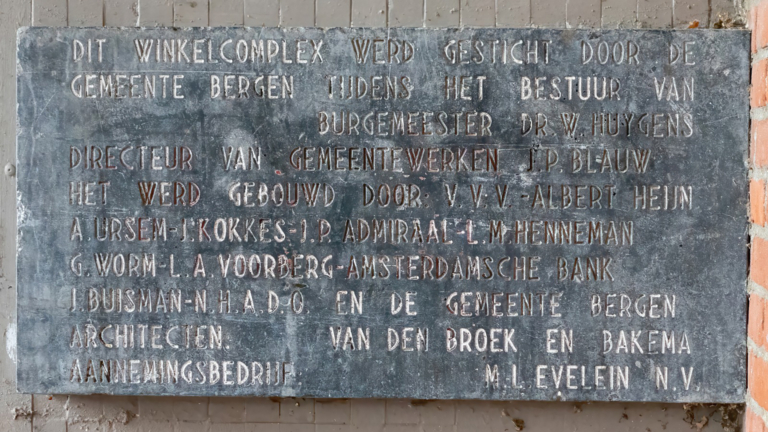 DIT WINKELCOMPLEX WERD GESTICHT DOOR DE
GEMEENTE BERGEN TIJDENS HET BESTUUR VAN
BURGEMEESTER DR. W. HUYGENS
DIRECTEUR VAN GEMEENTEWERKEN J.P. BLAUW
HET WERD GEBOUWD DOOR: V.V.V.-ALBERT HEIJN
A.URSEM-J.KOKKES-J.P. ADMIRAAL-L.M.HENNEMAN
G.WORM-L.A.VOORBERG-AMSTERDAMSCHE BANK
J.BUISMAN-N.H.A.D.O. EN DE GEMEENTE BERGEN
ARCHITECTEN: VAN DEN BROEK EN BAKEMA
AANNEMINGSBEDRIJF M.I. EVELEIN N.V.